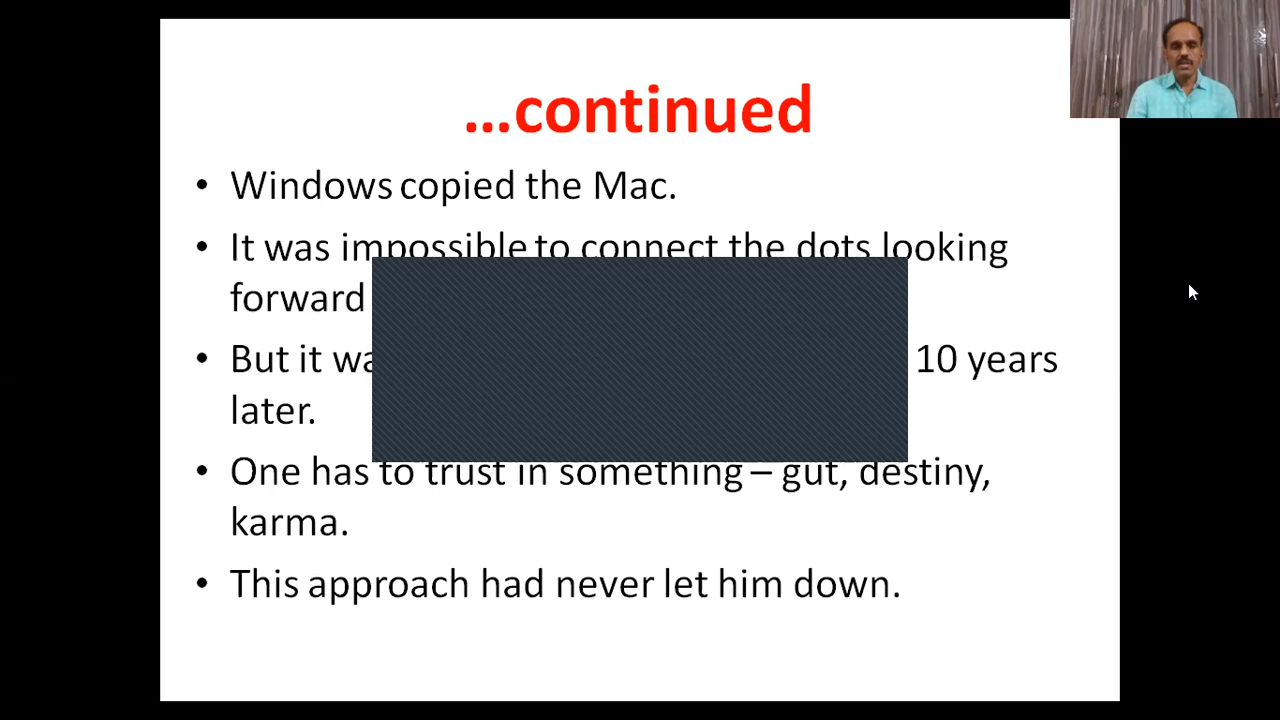 ...continued
• Windows copied the Mac.
• It was impossible to connect the dots looking
forward
• But it 10 years
later.
• One has to trust in something – gut, destiny,
karma.
• This approach had never let him down.